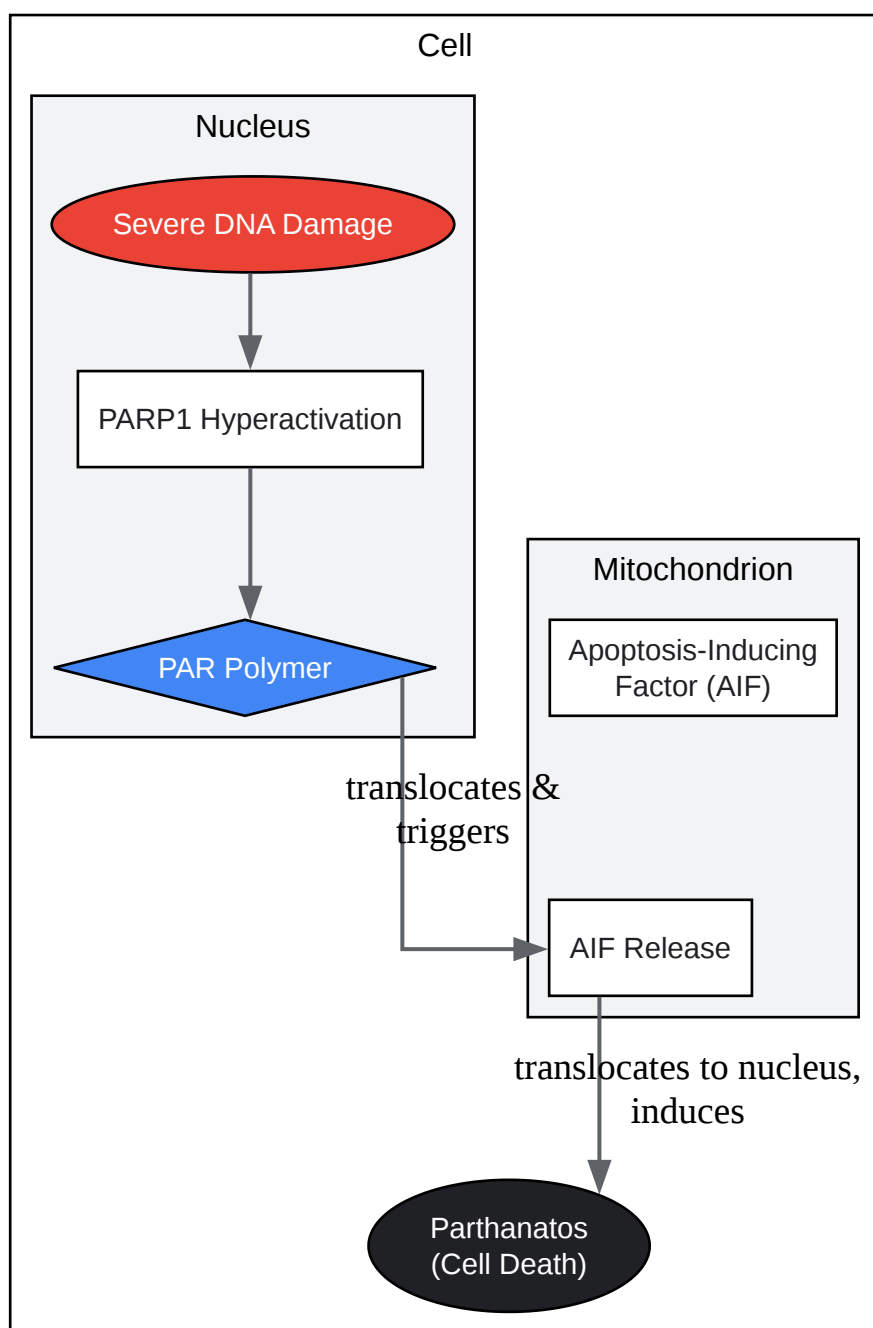 Cell
Nucleus
Severe DNA Damage
PARP1 Hyperactivation
PAR Polymer
translocates &
triggers
Mitochondrion
Apoptosis-Inducing
Factor (AIF)
AIF Release
translocates to nucleus,
induces
Parthanatos
(Cell Death)